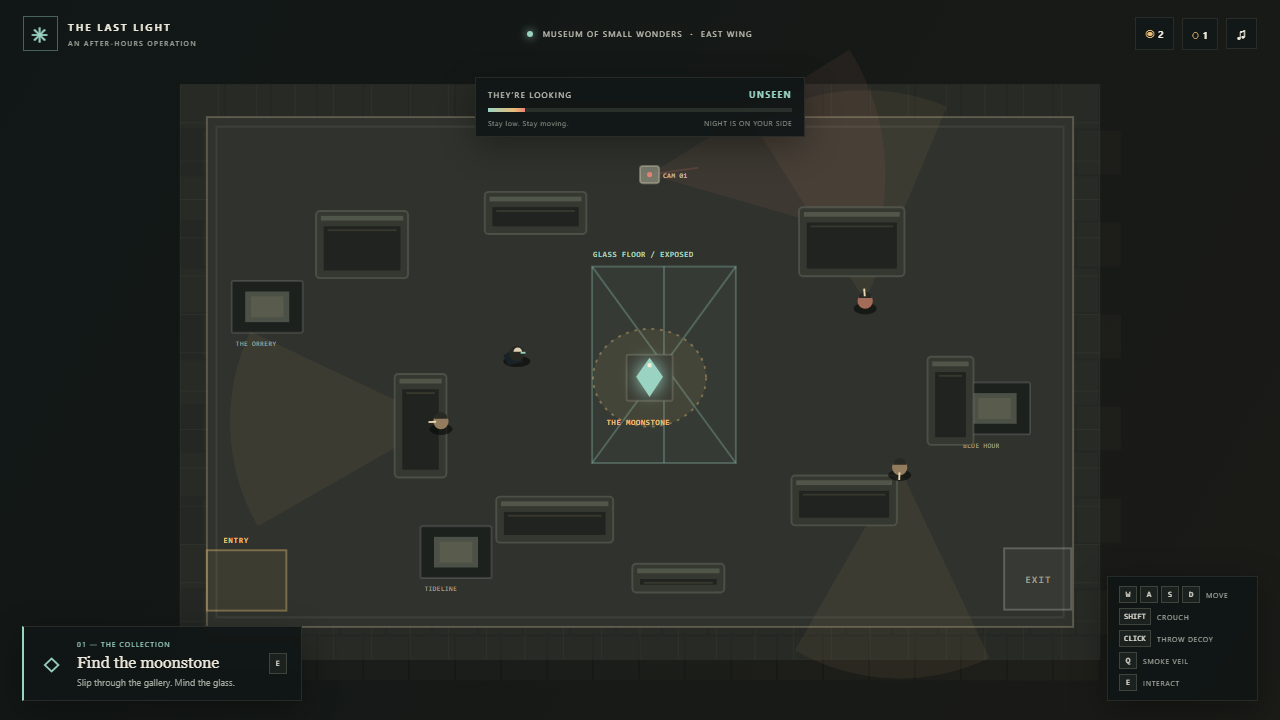 THE LAST LIGHT
AN AFTER-HOURS OPERATION
MUSEUM OF SMALL WONDERS · EAST WING
2
1
THEY'RE LOOKING
UNSEEN
Stay low. Stay moving.
NIGHT IS ON YOUR SIDE
CAM 01
GLASS FLOOR / EXPOSED
THE ORRERY
THE MOONSTONE
BLUE HOUR
ENTRY
TIDELINE
EXIT
01 — THE COLLECTION
Find the moonstone
Slip through the gallery. Mind the glass.
E
W A S D MOVE
SHIFT CROUCH
CLICK THROW DECOY
Q SMOKE VEIL
E INTERACT